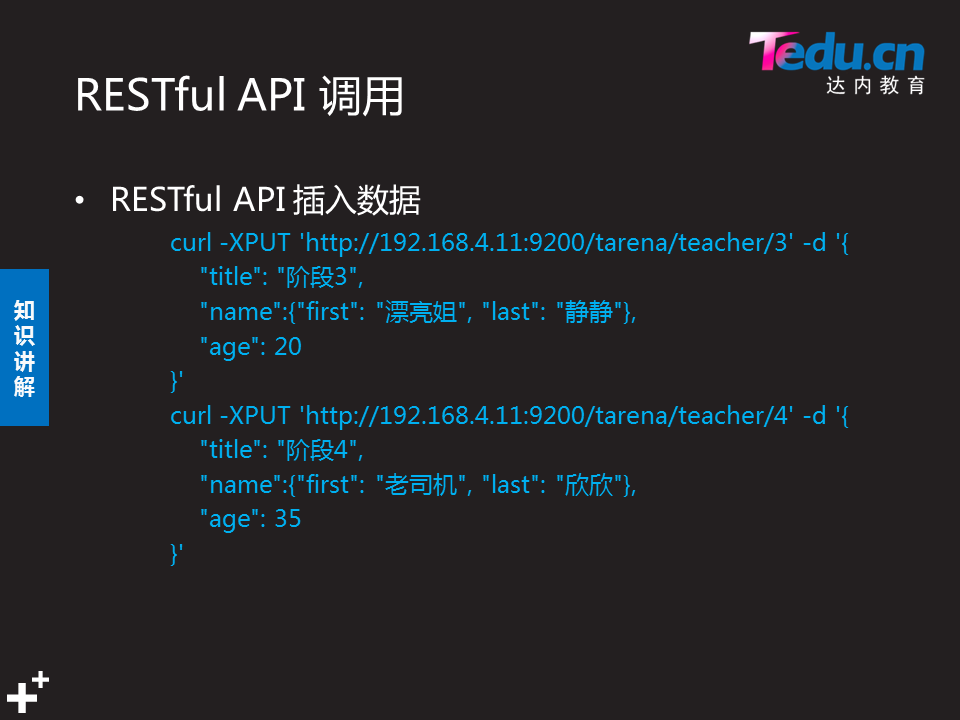 Tedu.cn
达内教育
RESTful API 调用
• RESTful API 插入数据
curl -XPUT 'http://192.168.4.11:9200/tarena/teacher/3' -d '{
"title": "阶段3",
"name":{"first": "漂亮姐", "last": "静静"},
"age": 20
}'
curl -XPUT 'http://192.168.4.11:9200/tarena/teacher/4' -d '{
"title": "阶段4",
"name":{"first": "老司机", "last": "欣欣"},
"age": 35
}'
知
识
讲
解